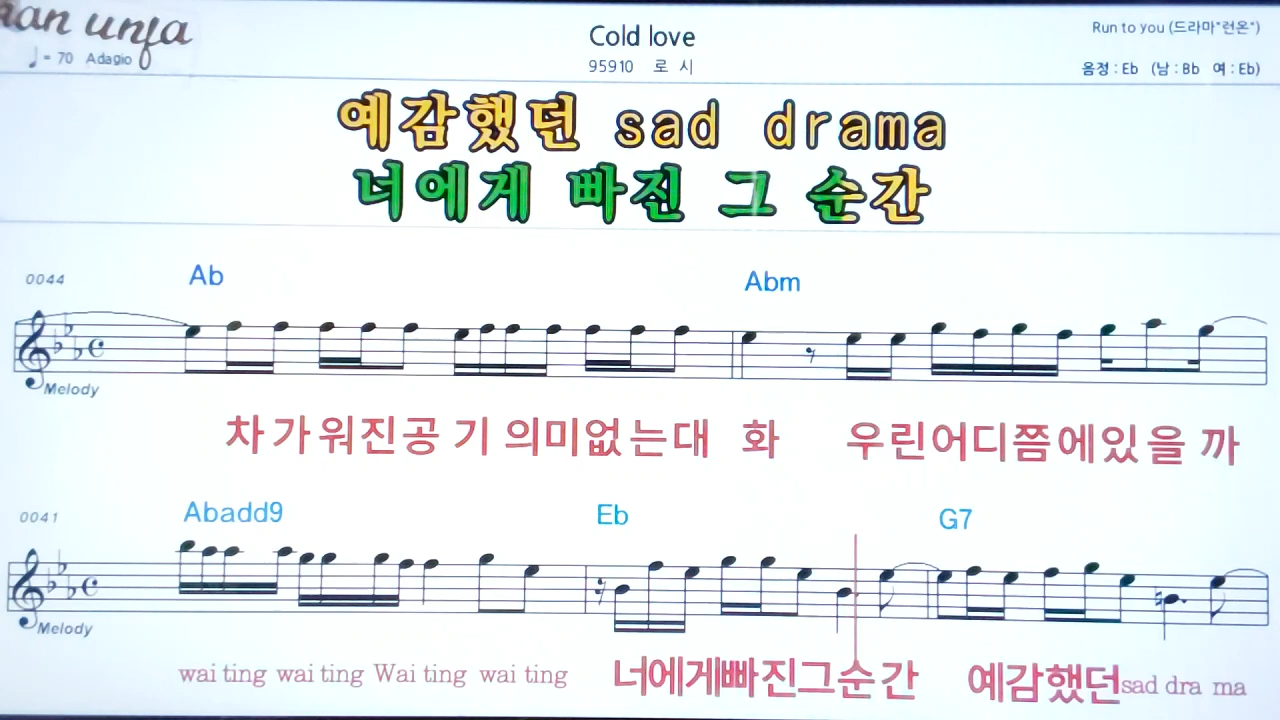 unja
♩= 70 Adagio
Cold love
95910 로 시
Run to you (드라마"런온")
음정 : Eb (남 : Bb 여 : Eb)
예감했던 sad drama
너에게 빠진 그 순간
0044
Ab Abm
Melody
차가워진공기 의미없는대 화 우린어디쯤에있을까
0041
Abadd9 Eb G7
Melody
wai ting wai ting Wai ting wai ting 너에게빠진그순간 예감했던sad dra ma